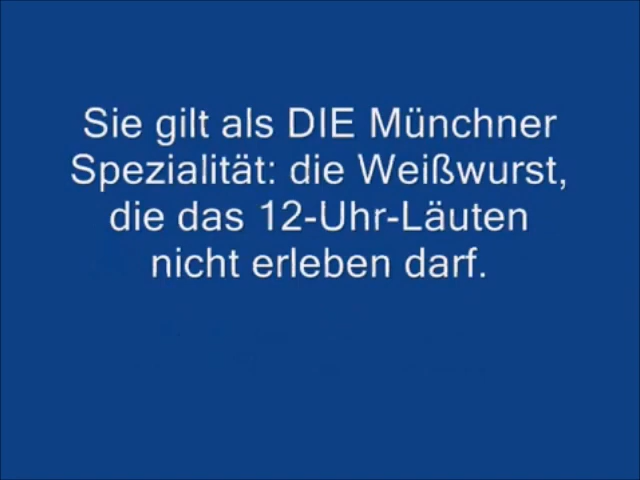 Sie gilt als DIE Münchner
Spezialität: die Weißwurst,
die das 12-Uhr-Läuten
nicht erleben darf.